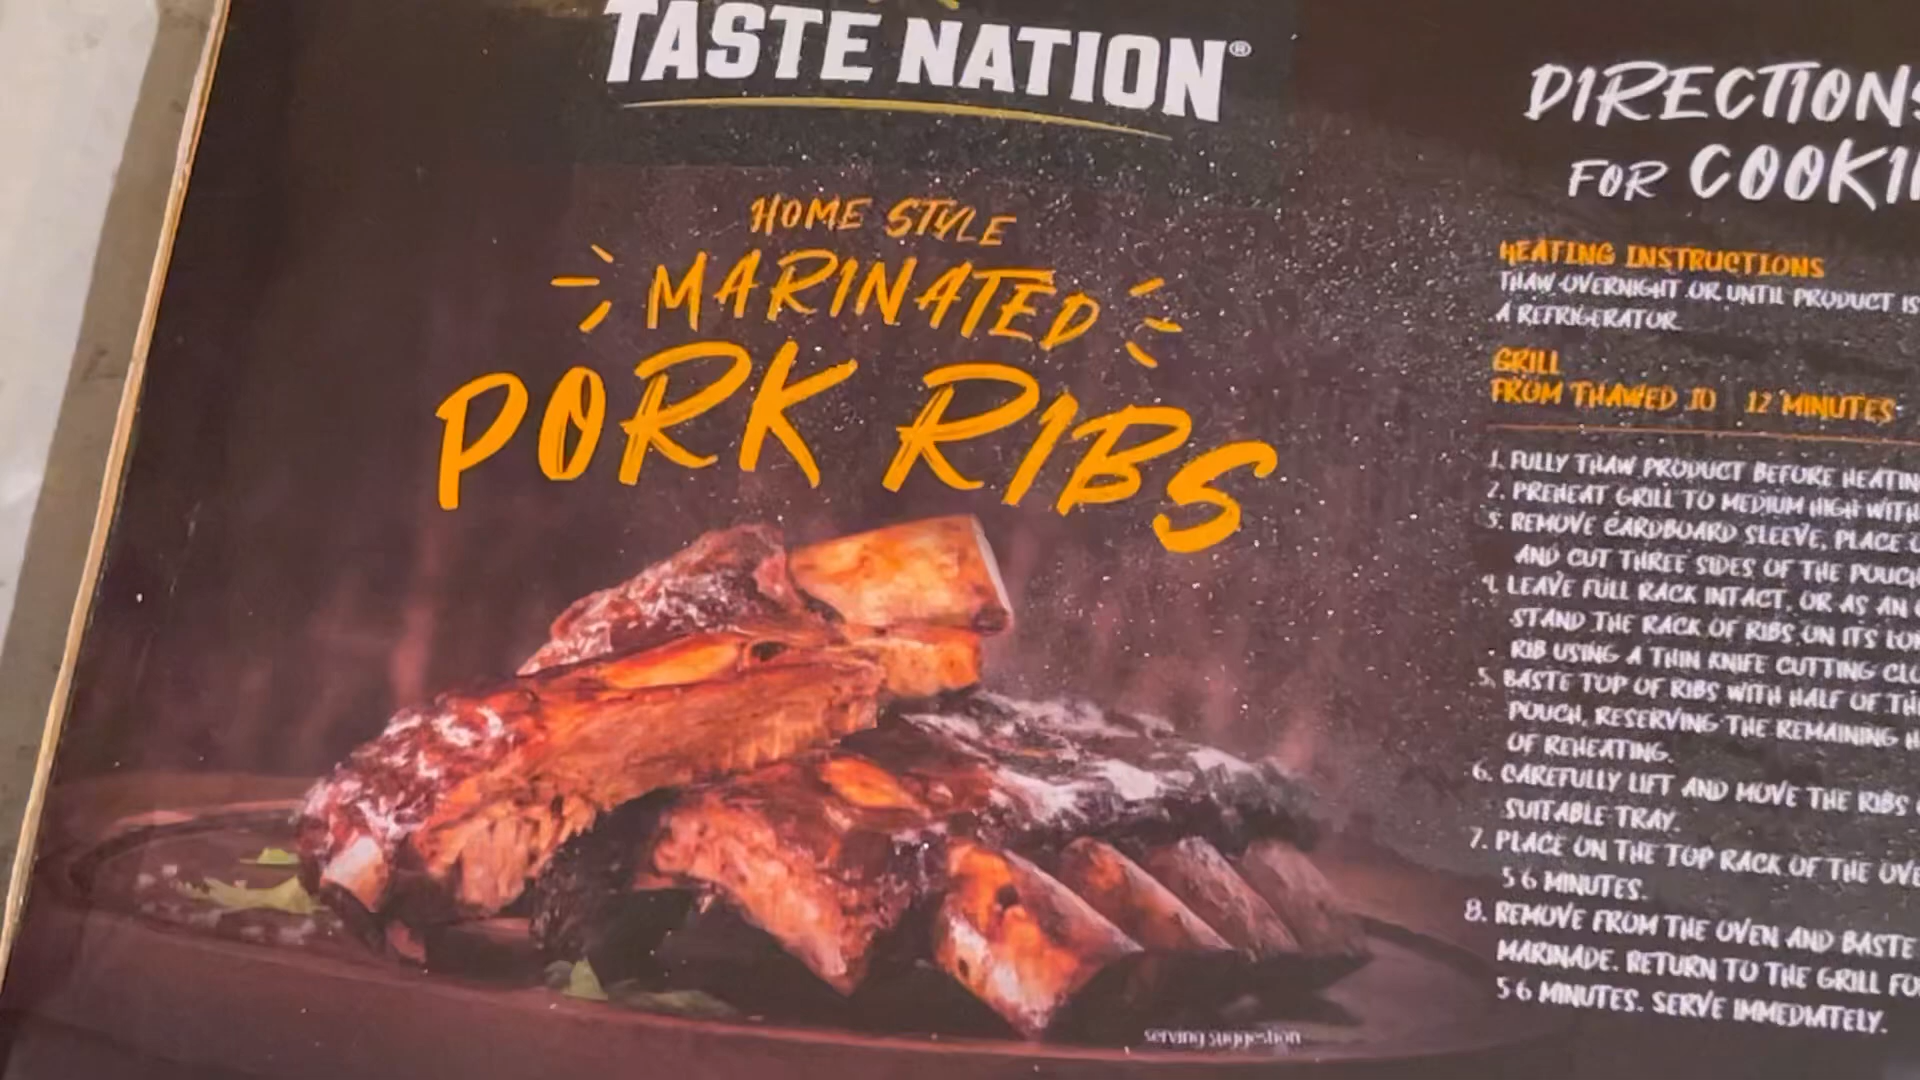 TASTE NATION®
HOME STYLE
MARINATED
PORK RIBS
serving suggestion
DIRECTIONS
FOR COOKI
HEATING INSTRUCTIONS
THAW OVERNIGHT OR UNTIL PRODUCT IS
A REFRIGERATOR
GRILL
FROM THAWED 10 12 MINUTES
1. FULLY THAW PRODUCT BEFORE HEATING
2. PREHEAT GRILL TO MEDIUM HIGH WITH
3. REMOVE CARDBOARD SLEEVE, PLACE
AND CUT THREE SIDES OF THE POUCH
4. LEAVE FULL RACK INTACT, OR AS AN
STAND THE RACK OF RIBS ON ITS
RIB USING A THIN KNIFE CUTTING
5. BASTE TOP OF RIBS WITH HALF OF
POUCH, RESERVING THE REMAINING
OF REHEATING.
6. CAREFULLY LIFT AND MOVE THE RIBS
SUITABLE TRAY.
7. PLACE ON THE TOP RACK OF THE
5 6 MINUTES.
8. REMOVE FROM THE OVEN AND BASTE
MARINADE. RETURN TO THE GRILL
5 6 MINUTES. SERVE IMMEDIATELY.